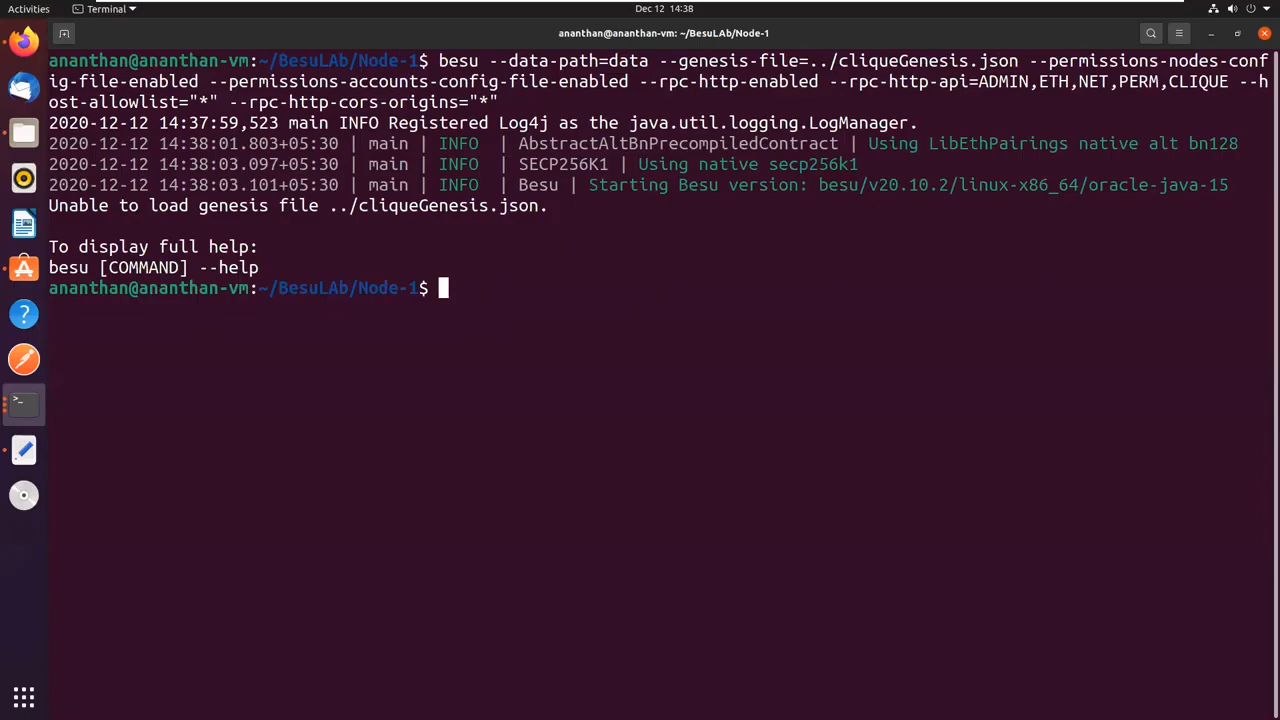 Activities
Terminal
Dec 12 14:38
ananthan@ananthan-vm: ~/BesuLAb/Node-1
ananthan@ananthan-vm:~/BesuLAb/Node-1$ besu --data-path=data --genesis-file=../cliqueGenesis.json --permissions-nodes-conf
ig-file-enabled --permissions-accounts-config-file-enabled --rpc-http-enabled --rpc-http-api=ADMIN,ETH,NET,PERM,CLIQUE --h
ost-allowlist="*" --rpc-http-cors-origins="*"
2020-12-12 14:37:59,523 main INFO Registered Log4j as the java.util.logging.LogManager.
2020-12-12 14:38:01.803+05:30 | main | INFO  | AbstractAltBnPrecompiledContract | Using LibEthPairings native alt bn128
2020-12-12 14:38:03.097+05:30 | main | INFO  | SECP256K1 | Using native secp256k1
2020-12-12 14:38:03.101+05:30 | main | INFO  | Besu | Starting Besu version: besu/v20.10.2/linux-x86_64/oracle-java-15
Unable to load genesis file ../cliqueGenesis.json.
To display full help:
besu [COMMAND] --help
ananthan@ananthan-vm:~/BesuLAb/Node-1$